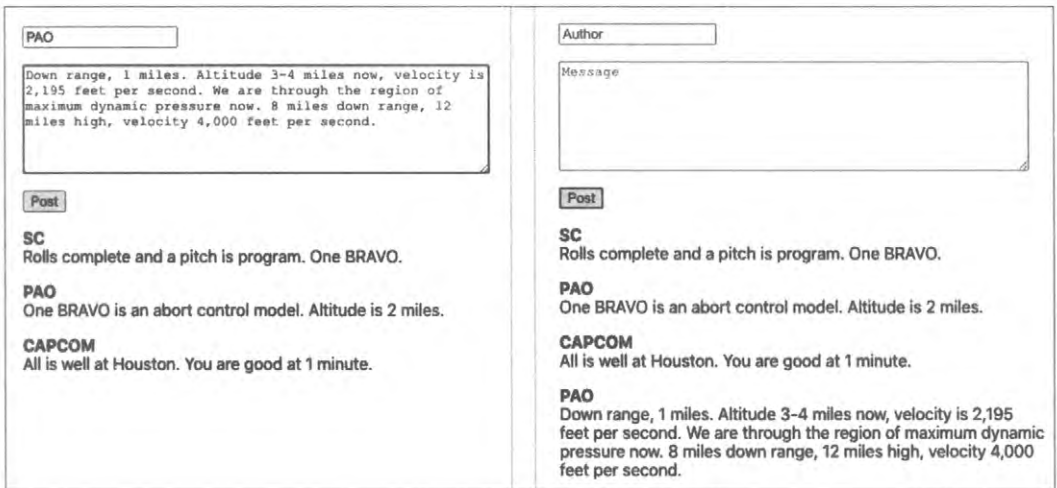 PAO
Down range, 1 miles. Altitude 3-4 miles now, velocity is
2,195 feet per second. We are through the region of
maximum dynamic pressure now. 8 miles down range, 12
miles high, velocity 4,000 feet per second.
Post
SC
Rolls complete and a pitch is program. One BRAVO.
PAO
One BRAVO is an abort control model. Altitude is 2 miles.
CAPCOM
All is well at Houston. You are good at 1 minute.
Author
Message
Post
SC
Rolls complete and a pitch is program. One BRAVO.
PAO
One BRAVO is an abort control model. Altitude is 2 miles.
CAPCOM
All is well at Houston. You are good at 1 minute.
PAO
Down range, 1 miles. Altitude 3-4 miles now, velocity is 2,195
feet per second. We are through the region of maximum dynamic
pressure now. 8 miles down range, 12 miles high, velocity 4,000
feet per second.